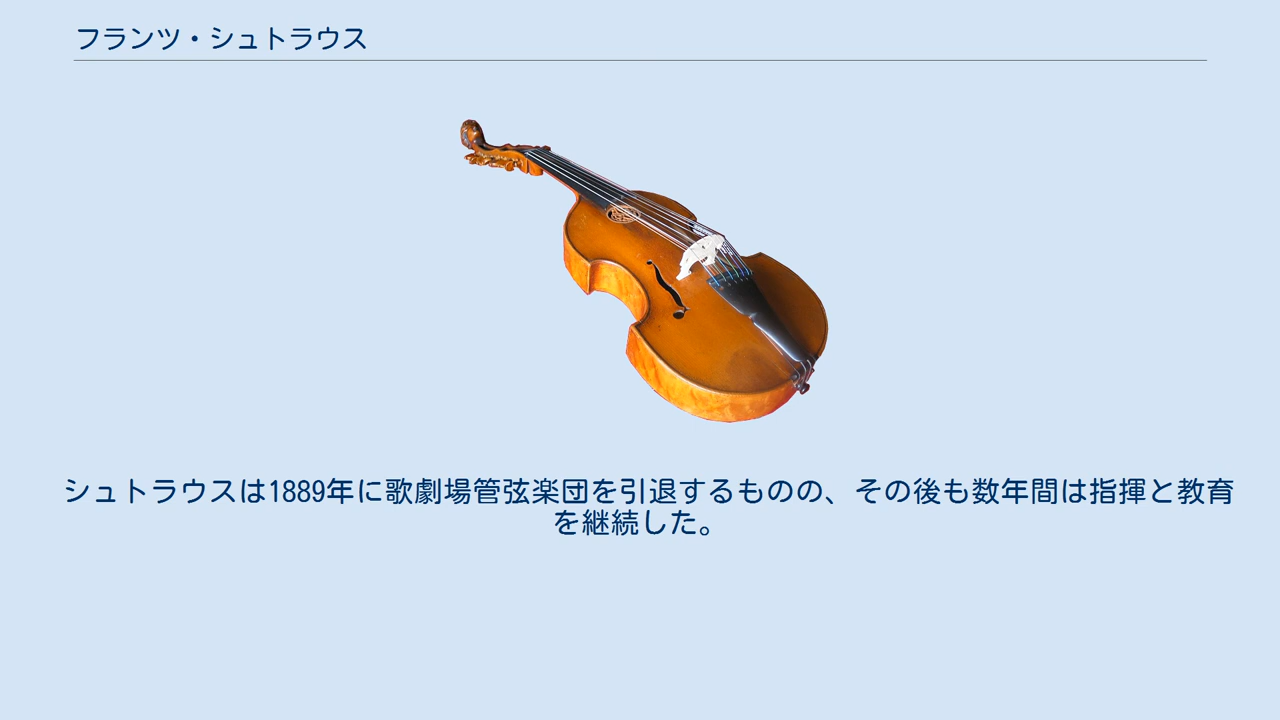 フランツ・シュトラウス
シュトラウスは1889年に歌劇場管弦楽団を引退するものの、その後も数年間は指揮と教育
を継続した。